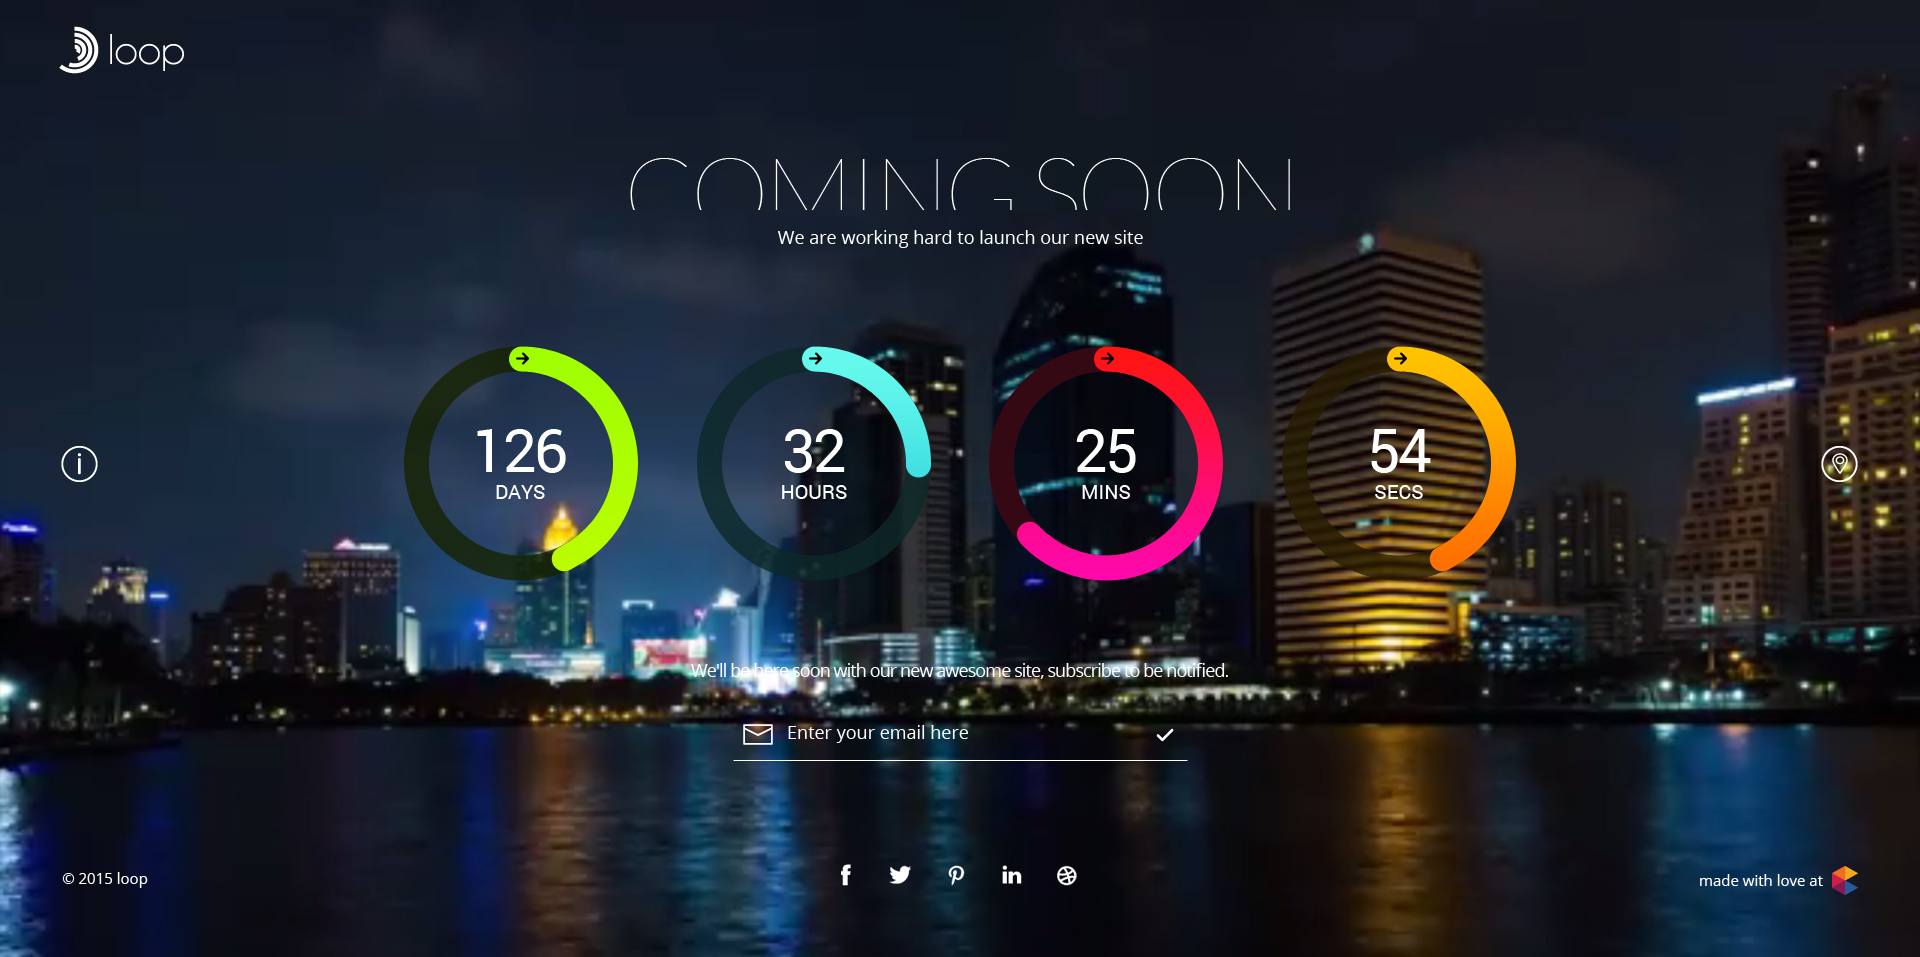 loop
COMING SOON
We are working hard to launch our new site
126
DAYS
32
HOURS
25
MINS
54
SECS
We'll be here soon with our new awesome site, subscribe to be notified.
Enter your email here
© 2015 loop
made with love at